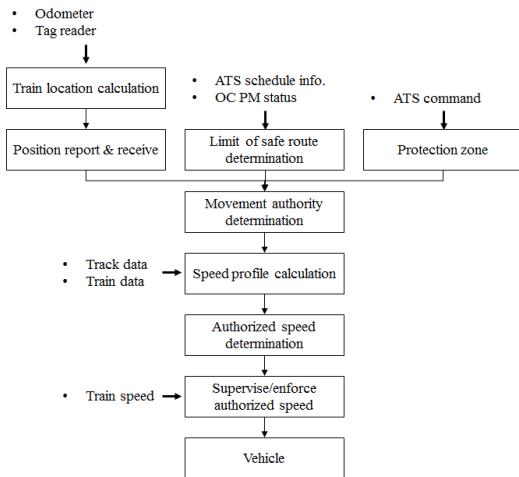 • Odometer
• Tag reader
Train location calculation
• ATS schedule info.
• OC PM status
• ATS command
Position report & receive
Limit of safe route
determination
Protection zone
Movement authority
determination
• Track data
• Train data
Speed profile calculation
Authorized speed
determination
• Train speed
Supervise/enforce
authorized speed
Vehicle